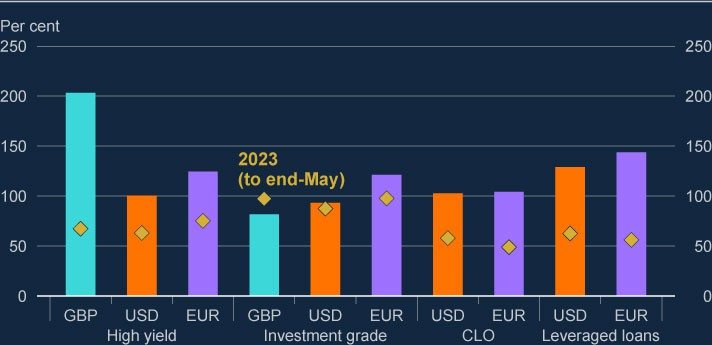 Per cent
250 250
200 200
150 150
100 100
50 50
0 0
2023
(to end-May)
GBP USD EUR GBP USD EUR USD EUR USD EUR
High yield Investment grade CLO Leveraged loans